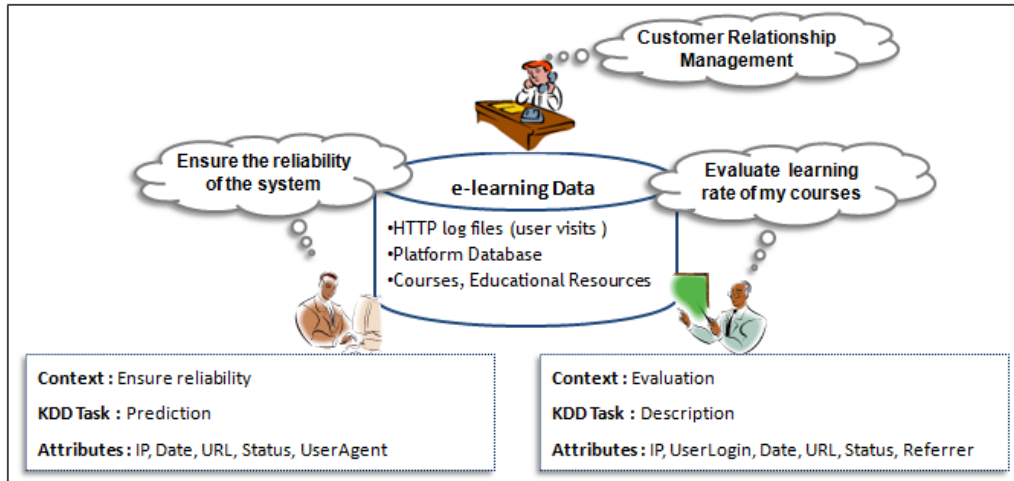 Customer Relationship
Management
Ensure the reliability
of the system
Evaluate learning
rate of my courses
e-learning Data
•HTTP log files (user visits )
•Platform Database
•Courses, Educational Resources
Context : Ensure reliability
KDD Task : Prediction
Attributes : IP, Date, URL, Status, UserAgent
Context : Evaluation
KDD Task : Description
Attributes : IP, UserLogin, Date, URL, Status, Referrer